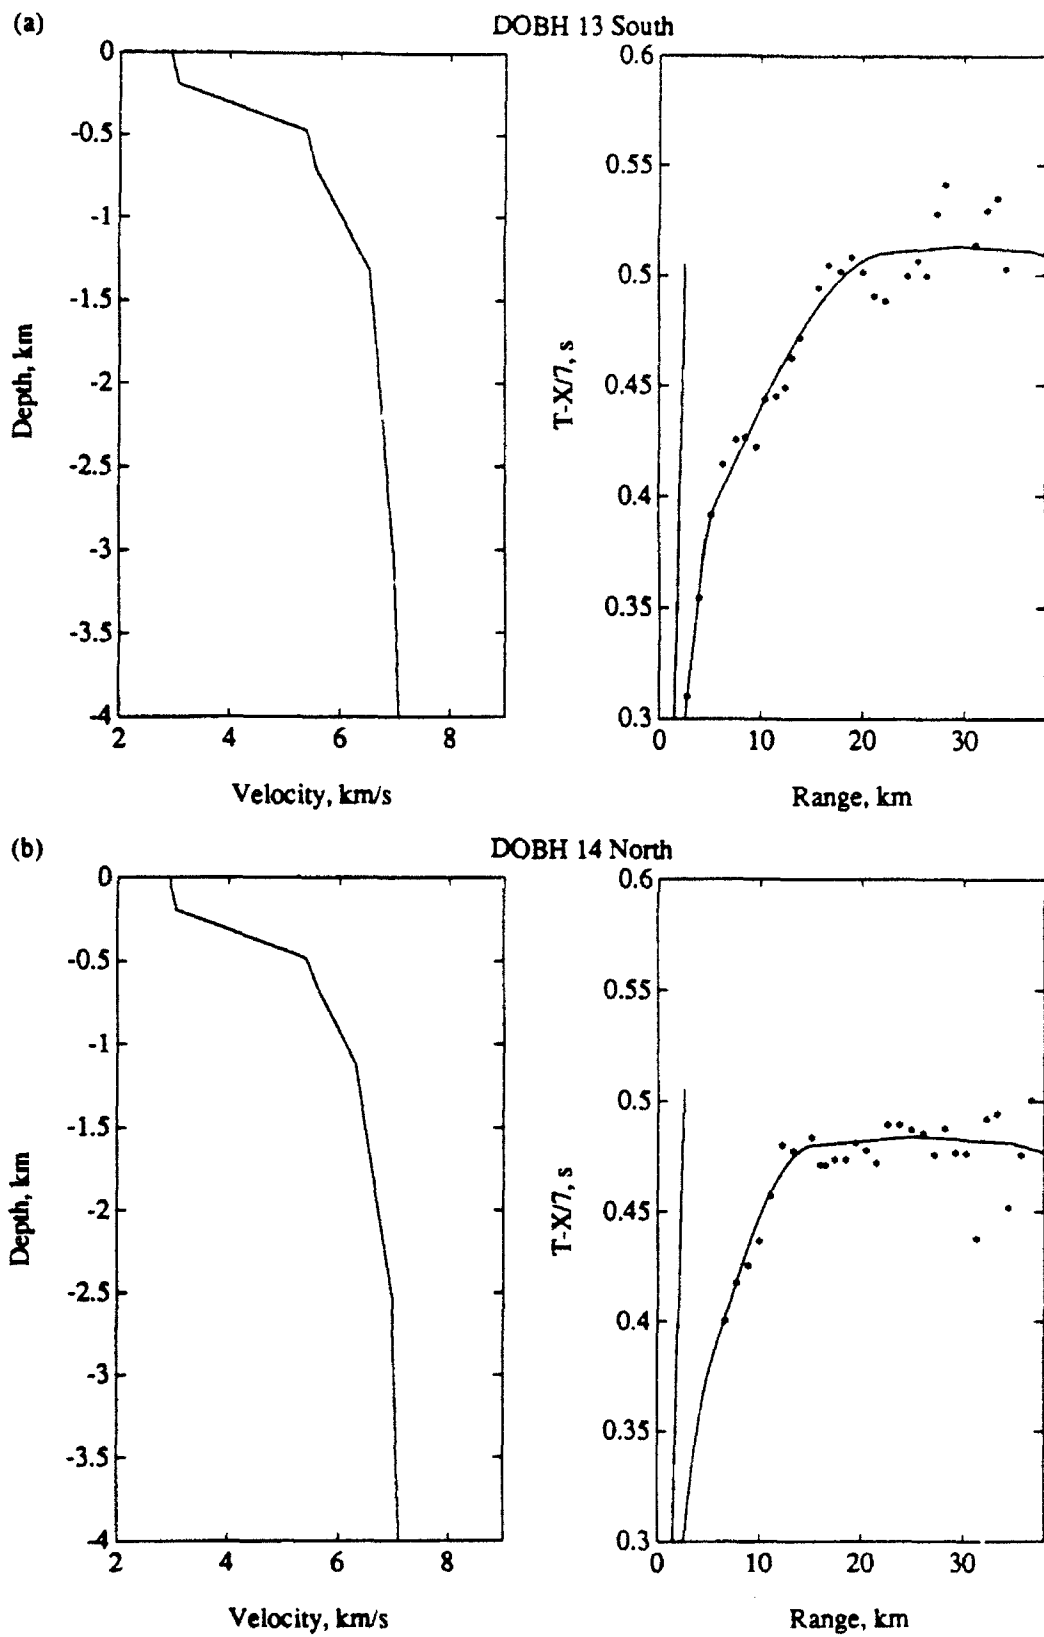 (a)
DOBH 13 South
0
-0.5
-1
-1.5
-2
-2.5
-3
-3.5
-4
Depth, km
2 4 6 8
Velocity, km/s
0.6
0.55
0.5
0.45
0.4
0.35
0.3
T-X/7, s
0 10 20 30
Range, km
(b)
DOBH 14 North
0
-0.5
-1
-1.5
-2
-2.5
-3
-3.5
-4
Depth, km
2 4 6 8
Velocity, km/s
0.6
0.55
0.5
0.45
0.4
0.35
0.3
T-X/7, s
0 10 20 30
Range, km